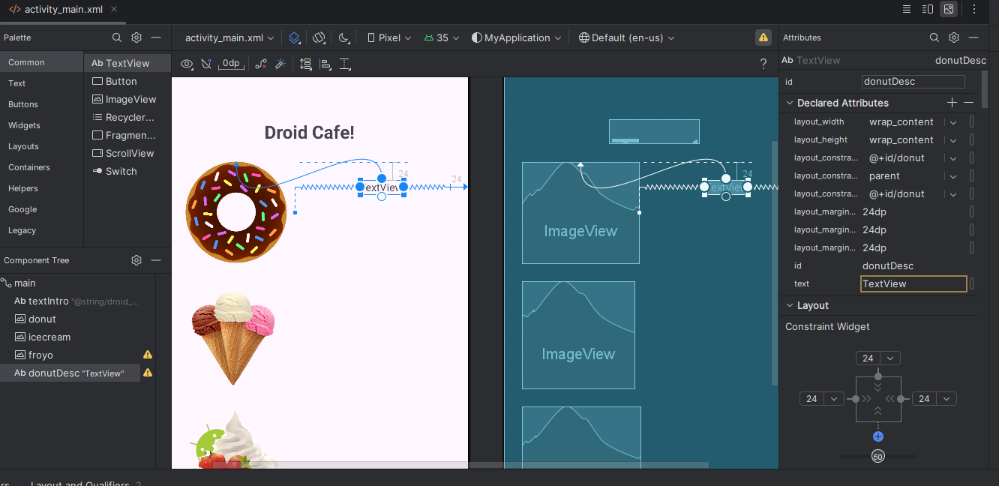 activity_main.xml
Palette
activity_main.xml
Pixel
35
MyApplication
Default (en-us)
Attributes
0dp
?
Common
Text
Buttons
Widgets
Layouts
Containers
Helpers
Google
Legacy
Ab TextView
Button
ImageView
Recycler...
Fragmen...
ScrollView
Switch
Component Tree
main
Ab textIntro "@string/droid_...
donut
icecream
froyo
Ab donutDesc "TextView"
Droid Cafe!
24
24
24
ImageView
ImageView
Ab TextView donutDesc
id donutDesc
Declared Attributes
layout_width wrap_content
layout_height wrap_content
layout_constra... @+id/donut
layout_constra... parent
layout_constra... @+id/donut
layout_margin... 24dp
layout_margin... 24dp
layout_margin... 24dp
id donutDesc
text TextView
Layout
Constraint Widget
24
24
24
50
Layout and Qualifiers 2